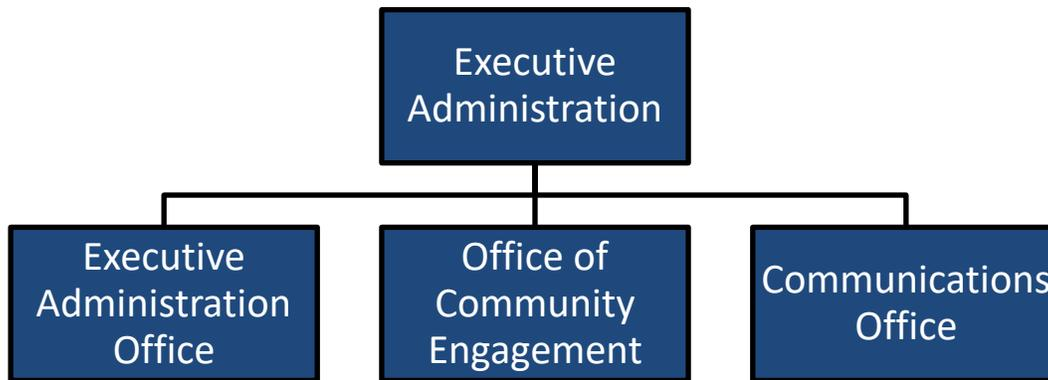 Executive
Administration
Executive
Administration
Office
Office of
Community
Engagement
Communications
Office